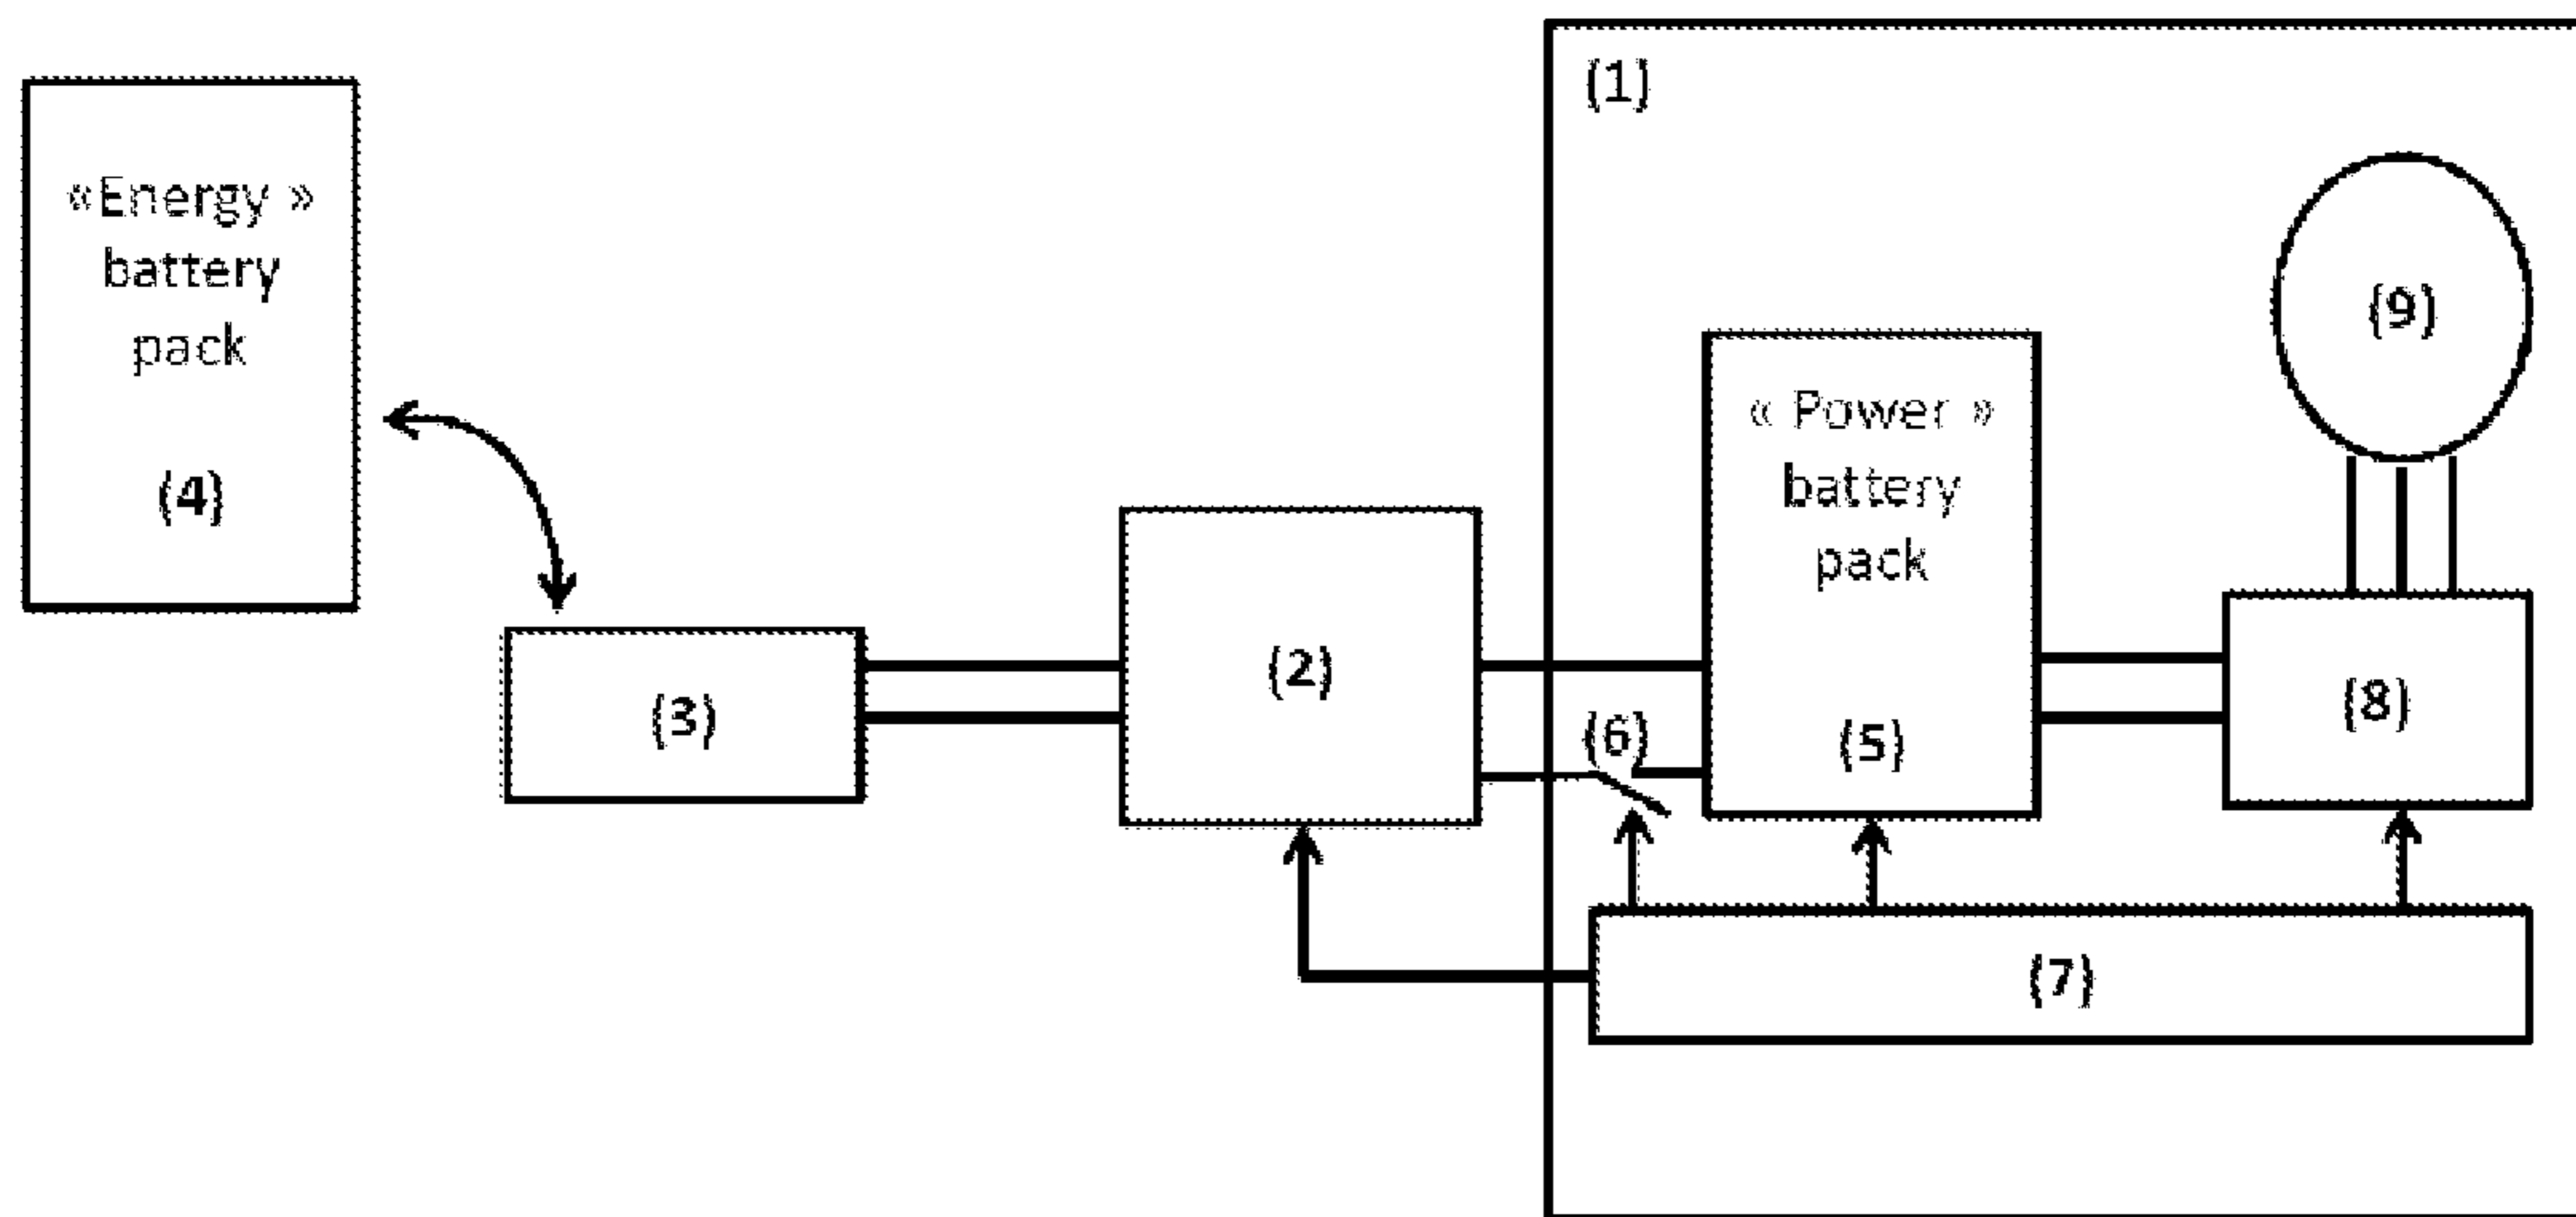 (1)
«Energy »
battery
pack
(4)
(9)
« Power »
battery
pack
(5)
(2)
(3)
(6)
(8)
(7)